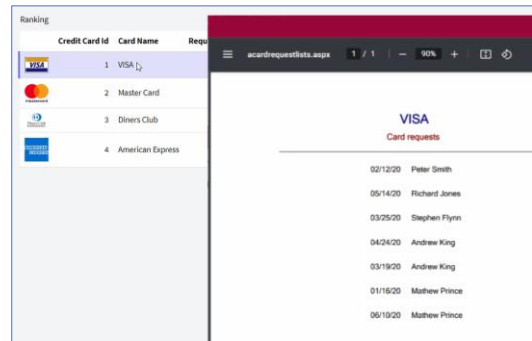 Ranking
Credit Card Id Card Name Requ
VISA 1 VISA
mastercard 2 Master Card
3 Diners Club
4 American Express
acardrequestlists.aspx 1 / 1 − 90% +
VISA
Card requests
02/12/20 Peter Smith
05/14/20 Richard Jones
03/25/20 Stephen Flynn
04/24/20 Andrew King
03/19/20 Andrew King
01/16/20 Mathew Prince
06/10/20 Mathew Prince